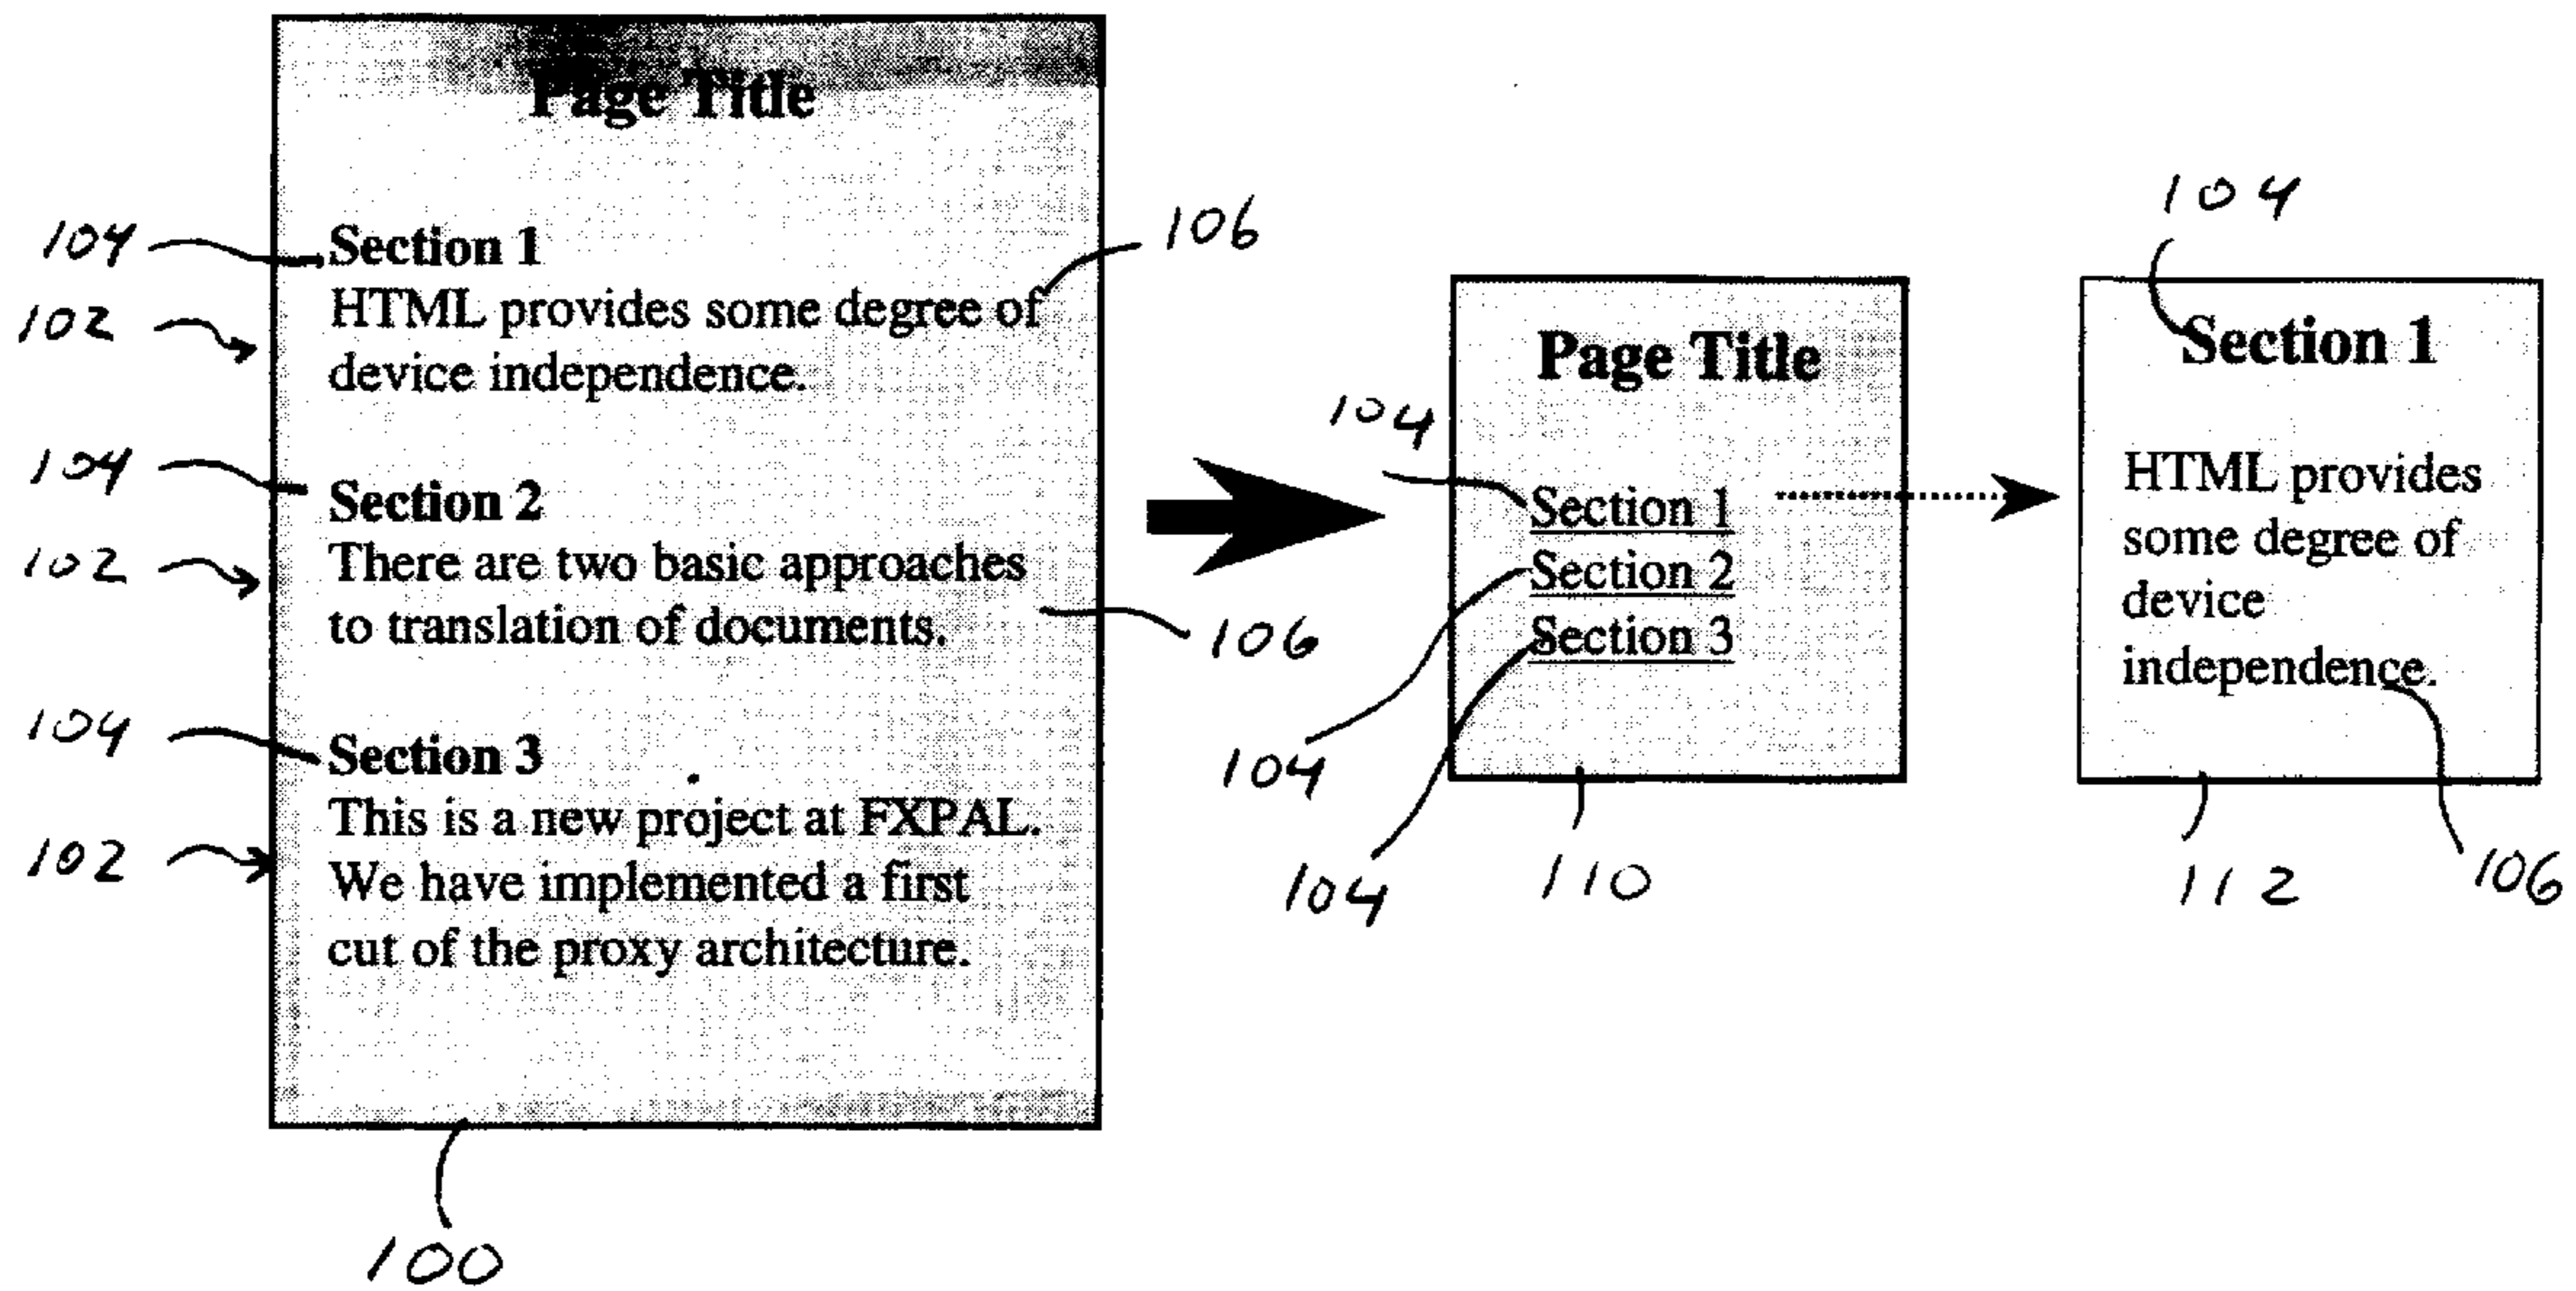 Page Title
104
Section 1
106
102
HTML provides some degree of
device independence.
104
Section 2
102
There are two basic approaches
to translation of documents.
106
104
Section 3
102
This is a new project at FXPAL.
We have implemented a first
cut of the proxy architecture.
100
Page Title
104
Section 1
Section 2
Section 3
104
104
110
104
Section 1
HTML provides
some degree of
device
independence.
112
106